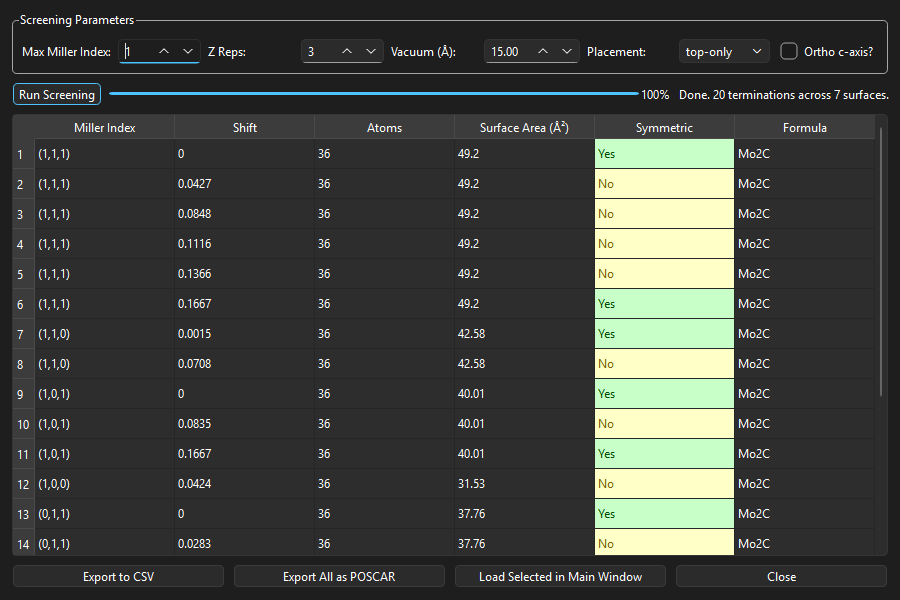 Screening Parameters
Max Miller Index: 1 Z Reps: 3 Vacuum (Å): 15.00 Placement: top-only Ortho c-axis?
Run Screening 100% Done. 20 terminations across 7 surfaces.
Miller Index Shift Atoms Surface Area (Å²) Symmetric Formula
1 (1,1,1) 0 36 49.2 Yes Mo2C
2 (1,1,1) 0.0427 36 49.2 No Mo2C
3 (1,1,1) 0.0848 36 49.2 No Mo2C
4 (1,1,1) 0.1116 36 49.2 No Mo2C
5 (1,1,1) 0.1366 36 49.2 No Mo2C
6 (1,1,1) 0.1667 36 49.2 Yes Mo2C
7 (1,1,0) 0.0015 36 42.58 Yes Mo2C
8 (1,1,0) 0.0708 36 42.58 No Mo2C
9 (1,0,1) 0 36 40.01 Yes Mo2C
10 (1,0,1) 0.0835 36 40.01 No Mo2C
11 (1,0,1) 0.1667 36 40.01 Yes Mo2C
12 (1,0,0) 0.0424 36 31.53 No Mo2C
13 (0,1,1) 0 36 37.76 Yes Mo2C
14 (0,1,1) 0.0283 36 37.76 No Mo2C
Export to CSV Export All as POSCAR Load Selected in Main Window Close